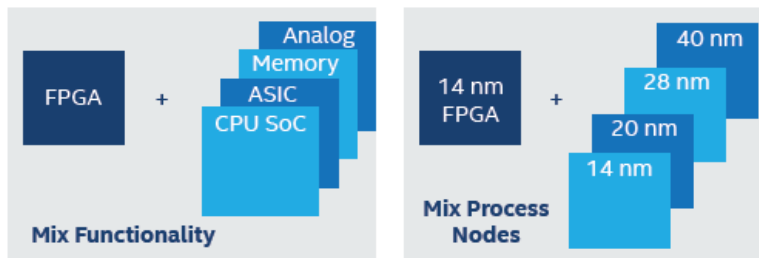 FPGA
+
Analog
Memory
ASIC
CPU SoC
Mix Functionality
14 nm
FPGA
+
40 nm
28 nm
20 nm
14 nm
Mix Process
Nodes